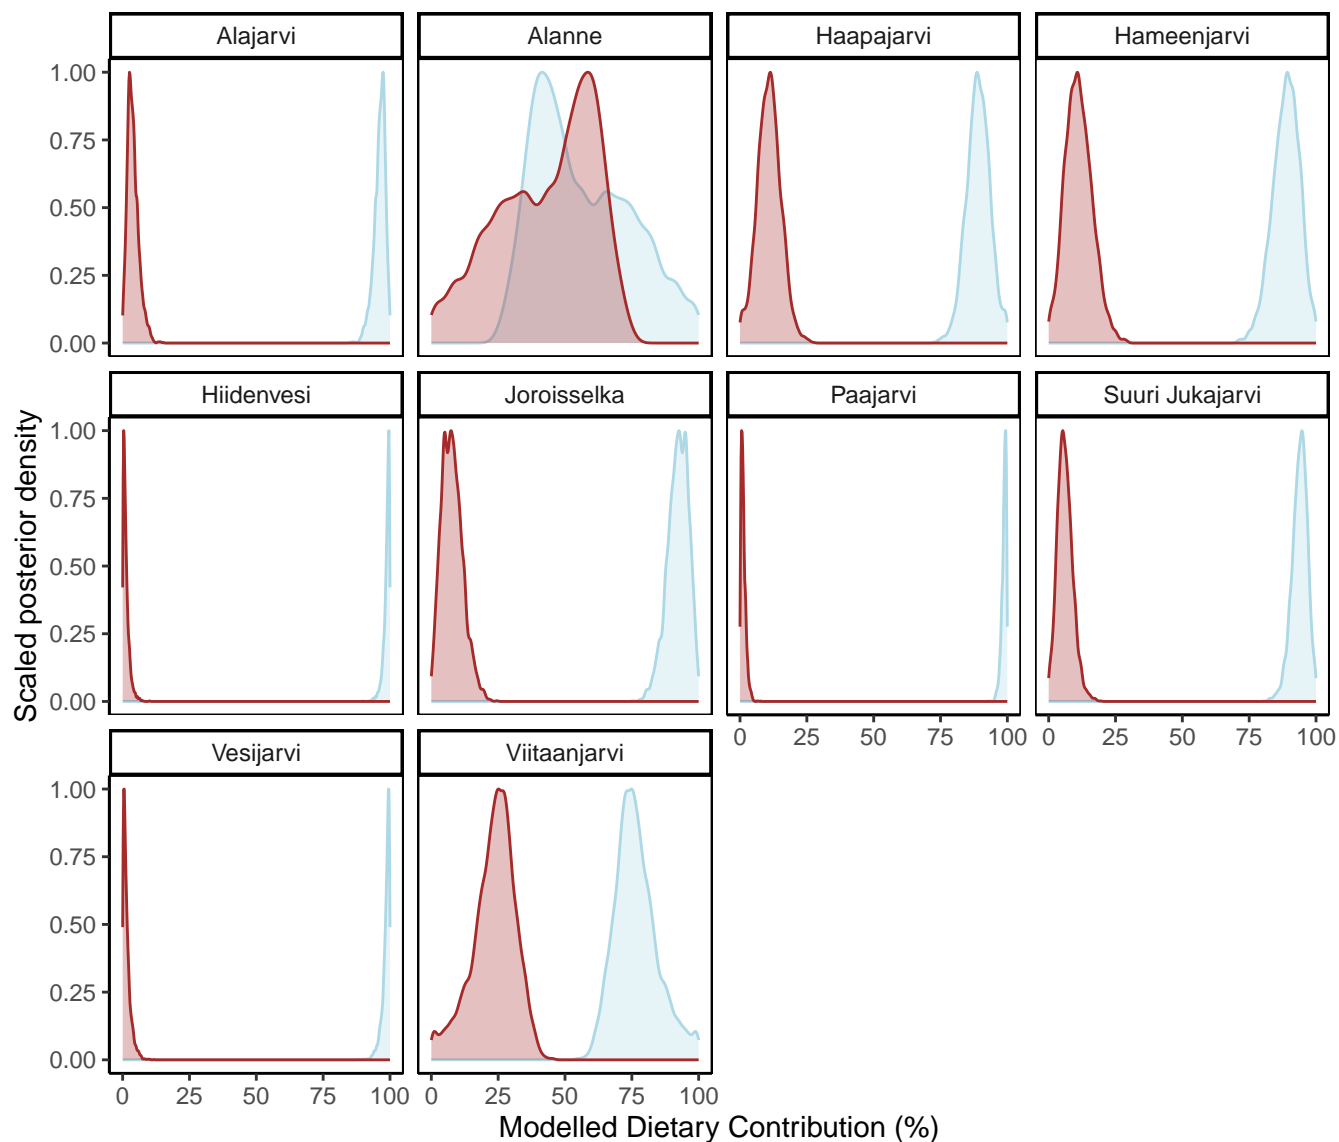 Alajarvi Alanne Haapajarvi Hameenjarvi
1.00
0.75
0.50
0.25
0.00
Hiidenvesi Joroisselka Paajarvi Suuri Jukajarvi
1.00
0.75
0.50
0.25
0.00
0 25 50 75 100 0 25 50 75 100
Vesijarvi Viitaanjarvi
1.00
0.75
0.50
0.25
0.00
0 25 50 75 100 0 25 50 75 100
Scaled posterior density
Modelled Dietary Contribution (%)